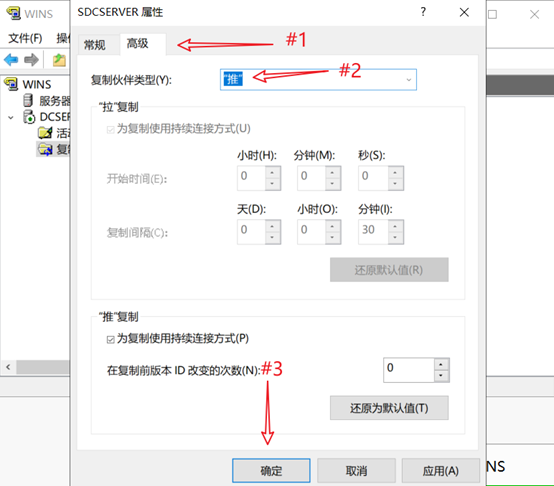 WINS
SDCSERVER 属性
文件(F)
WINS
服务器
DCSE
活动
复
常规
高级
#1
复制伙伴类型(Y):
"推"
#2
"拉"复制
为复制使用持续连接方式(U)
小时(H):
分钟(M):
秒(S):
开始时间(E):
0
0
0
天(D):
小时(O):
分钟(I):
复制间隔(C):
0
0
30
还原默认值(R)
"推"复制
为复制使用持续连接方式(P)
在复制前版本 ID 改变的次数(N):
#3
0
还原为默认值(T)
确定
取消
应用(A)
NS